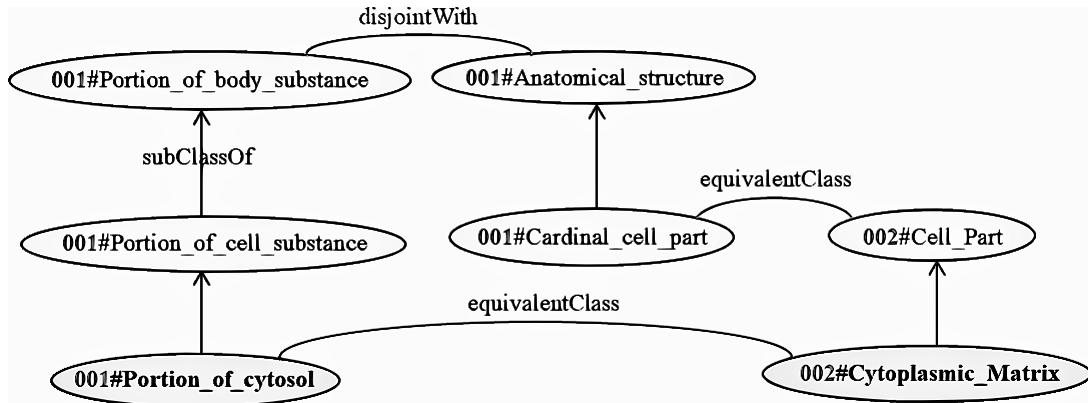 disjointWith
001#Portion_of_body_substance
001#Anatomical_structure
subClassOf
equivalentClass
001#Portion_of_cell_substance
001#Cardinal_cell_part
002#Cell_Part
equivalentClass
001#Portion_of_cytosol
002#Cytoplasmic_Matrix